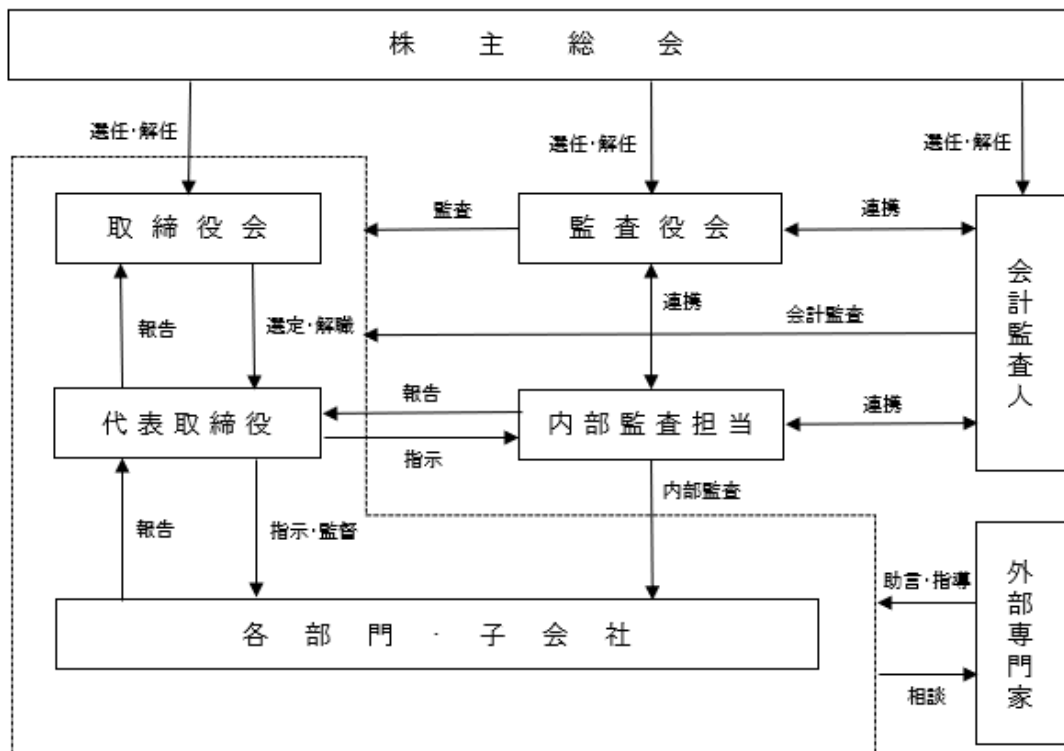 株主総会
選任・解任
選任・解任
選任・解任
取締役会
監査
監査役会
連携
会計監査人
報告
選定・解職
連携
会計監査
代表取締役
報告
指示
内部監査担当
連携
報告
指示・監督
内部監査
各部門・子会社
助言・指導
相談
外部専門家